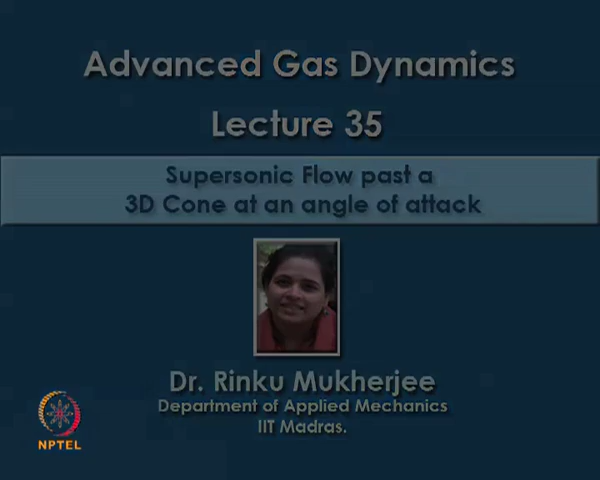 Advanced Gas Dynamics
Lecture 35
Supersonic Flow past a
3D Cone at an angle of attack
Dr. Rinku Mukherjee
Department of Applied Mechanics
IIT Madras.
NPTEL